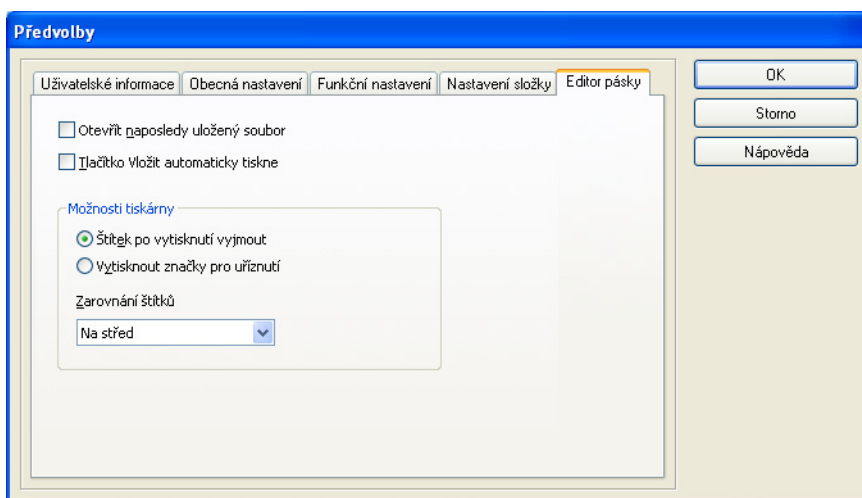 Předvolby
Uživatelské informace
Obecná nastavení
Funkční nastavení
Nastavení složky
Editor pásky
OK
Storno
Nápověda
Otevřít naposledy uložený soubor
Tlačítko Vložit automaticky tiskne
Možnosti tiskárny
Štítek po vytisknutí vyjmout
Vytisknout značky pro uříznutí
Zarovnání štítků
Na střed